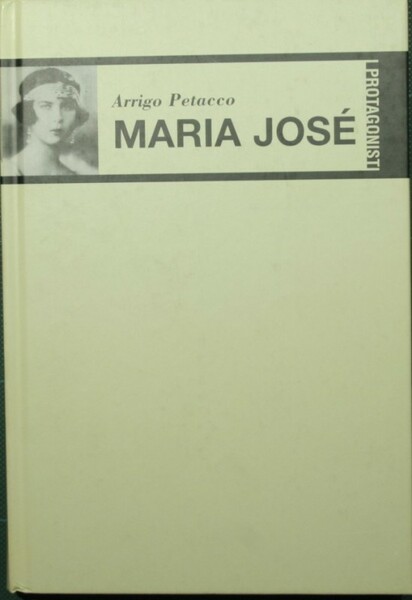 Arrigo Petacco
MARIA JOSÉ
I PROTAGONISTI